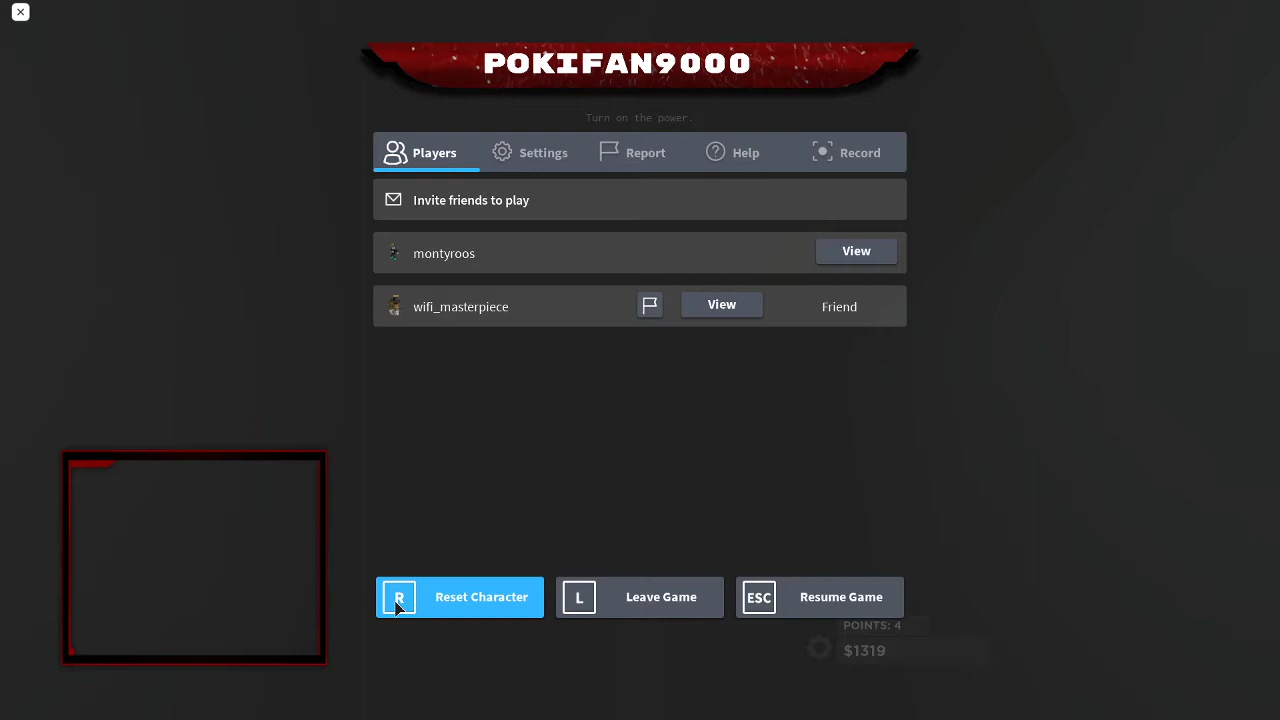 POKIFAN9000
Turn on the power.
Players Settings Report Help Record
Invite friends to play
montyroos View
wifi_masterpiece View Friend
R Reset Character L Leave Game ESC Resume Game
POINTS: 4
$1319